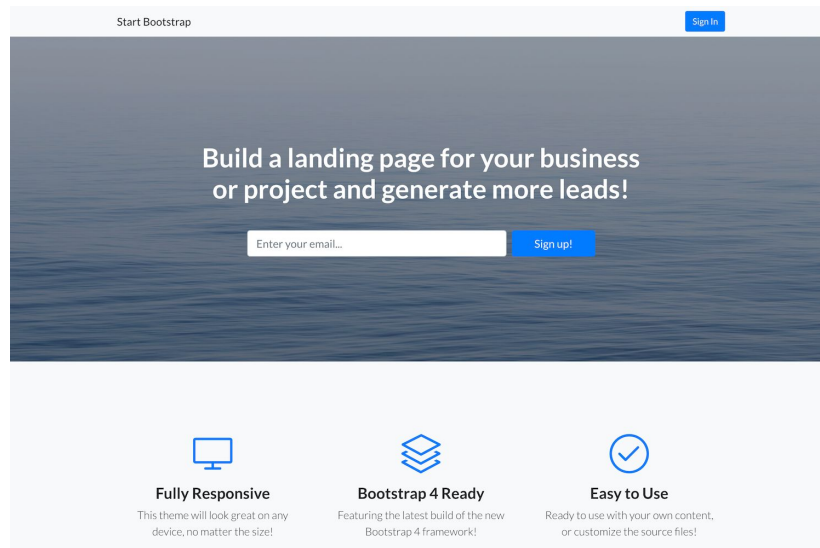 Start Bootstrap
Sign In
Build a landing page for your business
or project and generate more leads!
Enter your email...
Sign up!
Fully Responsive
This theme will look great on any
device, no matter the size!
Bootstrap 4 Ready
Featuring the latest build of the new
Bootstrap 4 framework!
Easy to Use
Ready to use with your own content,
or customize the source files!